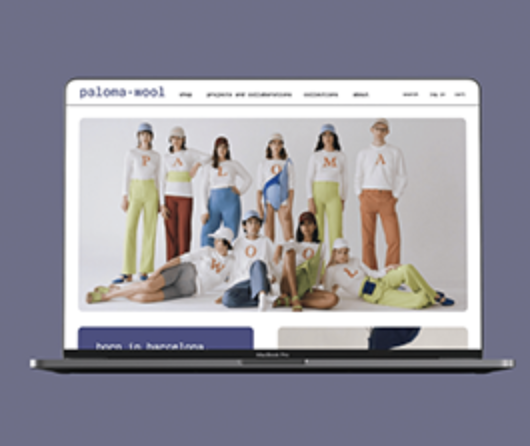 paloma·wool shop projects and collaborations collections about search log in cart
P A L O M A
W O O L
born in barcelona
MacBook Pro